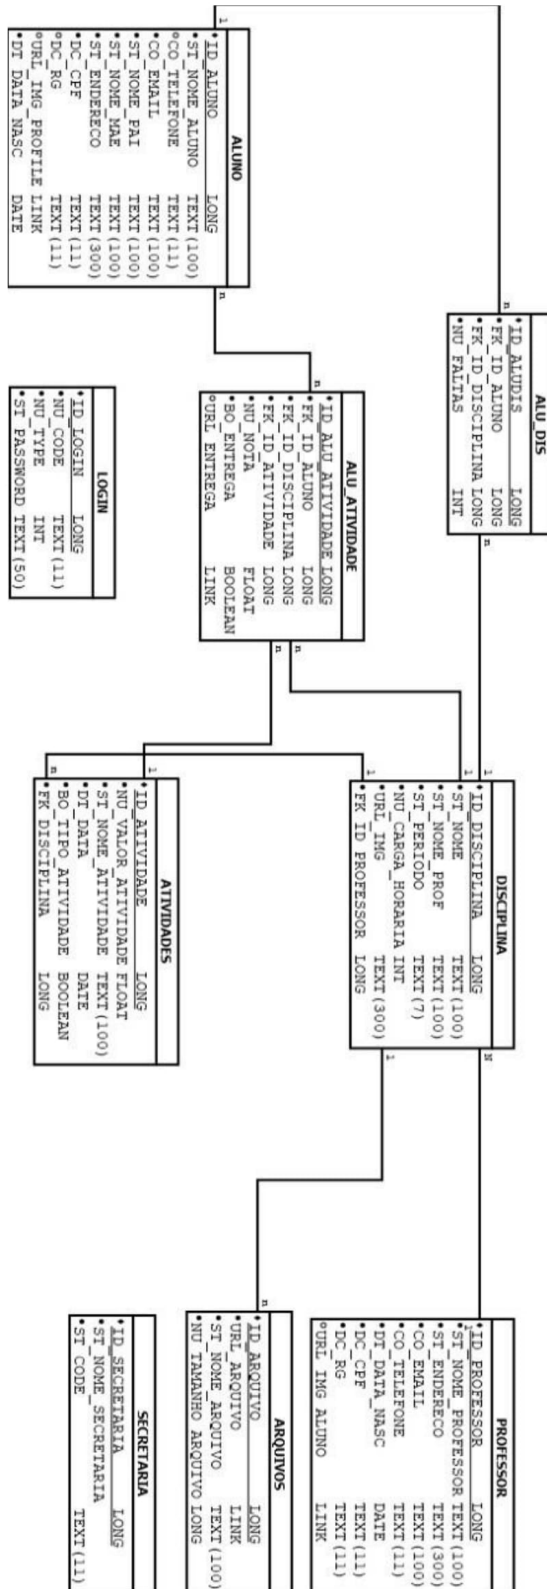 ALU_DIS
•ID_ALUDIS LONG
•FK_ID_ALUNO LONG
•FK_ID_DISCIPLINA LONG
•NU_FALTAS INT
n
n
DISCIPLINA
•ID_DISCIPLINA LONG
•ST_NOME TEXT(100)
•ST_NOME_PROF TEXT(100)
•ST_PERIODO TEXT(7)
•NU_CARGA_HORARIA INT
•URL_IMG TEXT(300)
•FK_ID_PROFESSOR LONG
1
1
1
N
1
PROFESSOR
•ID_PROFESSOR LONG
•ST_NOME_PROFESSOR TEXT(100)
•ST_ENDERECO TEXT(300)
•CO_EMAIL TEXT(100)
•CO_TELEFONE TEXT(11)
•DT_DATA_NASC DATE
•DC_CPF TEXT(11)
•DC_RG TEXT(11)
°URL_IMG_ALUNO LINK
1
ALU_ATIVIDADE
•ID_ALU_ATIVIDADE LONG
•FK_ID_ALUNO LONG
•FK_ID_DISCIPLINA LONG
•FK_ID_ATIVIDADE LONG
•NU_NOTA FLOAT
•BO_ENTREGA BOOLEAN
°URL_ENTREGA LINK
n
n
n
ARQUIVOS
•ID_ARQUIVO LONG
•URL_ARQUIVO LINK
•ST_NOME_ARQUIVO TEXT(100)
•NU_TAMANHO_ARQUIVO LONG
n
ALUNO
•ID_ALUNO LONG
•ST_NOME_ALUNO TEXT(100)
°CO_TELEFONE TEXT(11)
•CO_EMAIL TEXT(100)
•ST_NOME_PAI TEXT(100)
•ST_NOME_MAE TEXT(100)
•ST_ENDERECO TEXT(300)
•DC_CPF TEXT(11)
°DC_RG TEXT(11)
°URL_IMG_PROFILE LINK
•DT_DATA_NASC DATE
1
n
ATIVIDADES
•ID_ATIVIDADE LONG
•NU_VALOR_ATIVIDADE FLOAT
•ST_NOME_ATIVIDADE TEXT(100)
•DT_DATA DATE
•BO_TIPO_ATIVIDADE BOOLEAN
•FK_DISCIPLINA LONG
1
n
SECRETARIA
•ID_SECRETARIA LONG
•ST_NOME_SECRETARIA
•ST_CODE TEXT(11)
LOGIN
•ID_LOGIN LONG
•NU_CODE TEXT(11)
•NU_TYPE INT
•ST_PASSWORD TEXT(50)